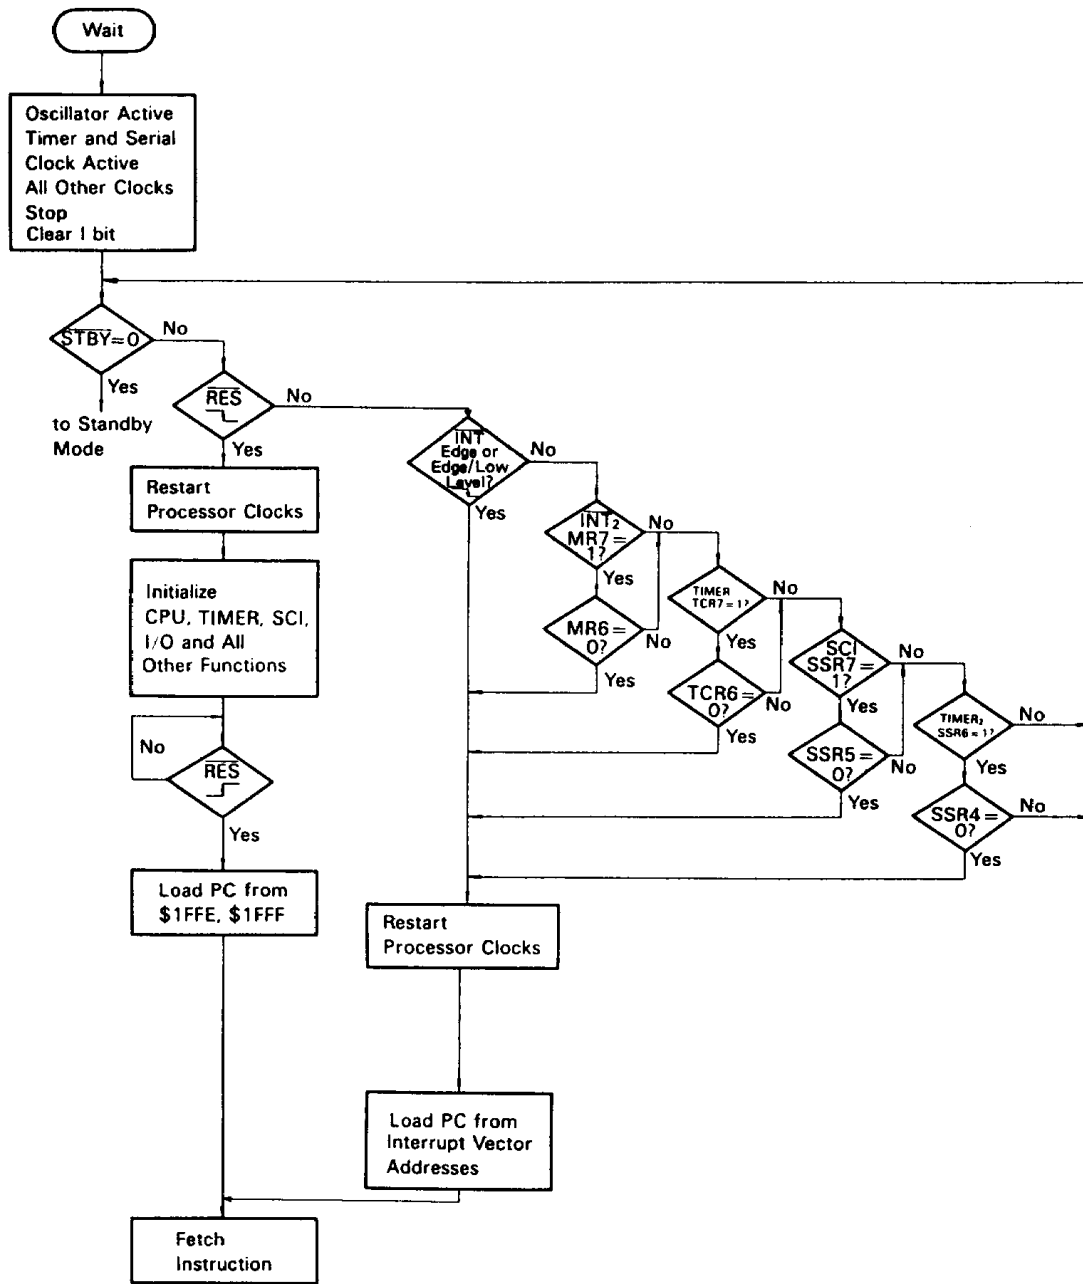 Wait
Oscillator Active
Timer and Serial
Clock Active
All Other Clocks
Stop
Clear I bit
STBY=0
No
Yes
to Standby
Mode
RES
No
Yes
Restart
Processor Clocks
Initialize
CPU, TIMER, SCI,
I/O and All
Other Functions
No
RES
Yes
Load PC from
$1FFE, $1FFF
INT
Edge or
Edge/Low
Level?
No
Yes
INT2
MR7=
1?
No
Yes
MR6=
0?
No
Yes
TIMER
TCR7=1?
No
Yes
TCR6=
0?
No
Yes
SCI
SSR7=
1?
No
Yes
SSR5=
0?
No
Yes
TIMER2
SSR6=1?
No
Yes
SSR4=
0?
No
Yes
Restart
Processor Clocks
Load PC from
Interrupt Vector
Addresses
Fetch
Instruction